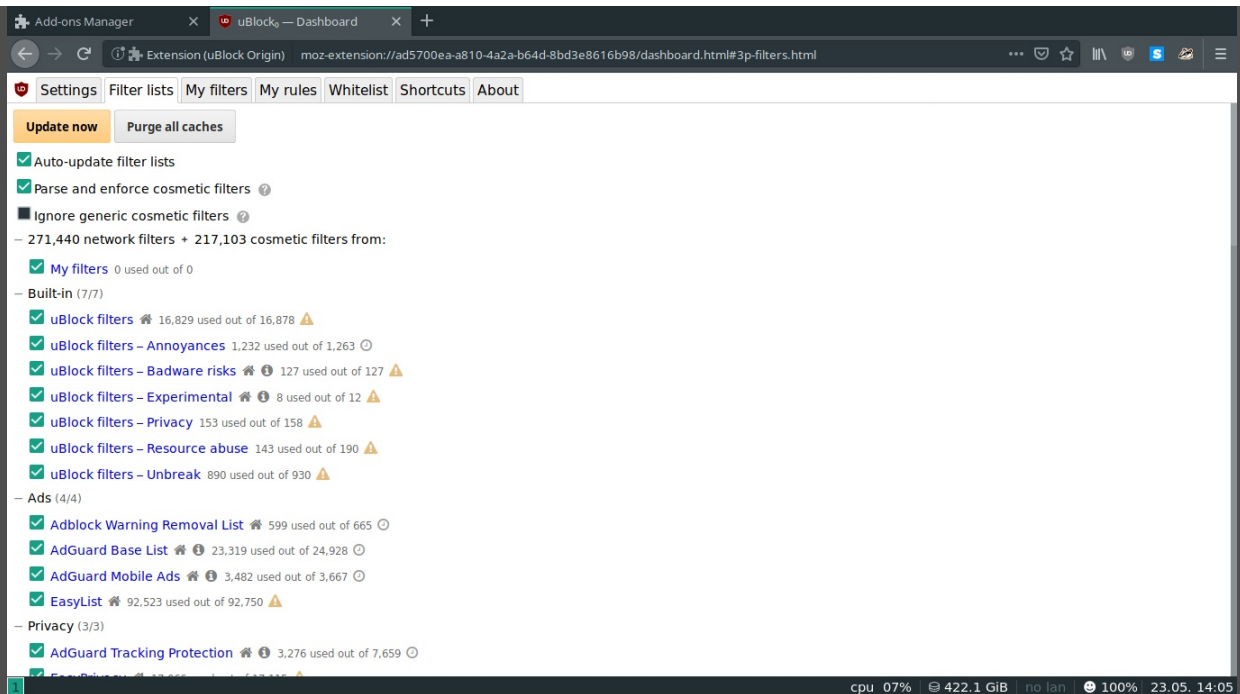 Add-ons Manager × uBlock₀ — Dashboard × +
Extension (uBlock Origin) moz-extension://ad5700ea-a810-4a2a-b64d-8bd3e8616b98/dashboard.html#3p-filters.html
Settings Filter lists My filters My rules Whitelist Shortcuts About
Update now Purge all caches
Auto-update filter lists
Parse and enforce cosmetic filters ?
Ignore generic cosmetic filters ?
– 271,440 network filters + 217,103 cosmetic filters from:
My filters 0 used out of 0
– Built-in (7/7)
uBlock filters 16,829 used out of 16,878
uBlock filters – Annoyances 1,232 used out of 1,263
uBlock filters – Badware risks 127 used out of 127
uBlock filters – Experimental 8 used out of 12
uBlock filters – Privacy 153 used out of 158
uBlock filters – Resource abuse 143 used out of 190
uBlock filters – Unbreak 890 used out of 930
– Ads (4/4)
Adblock Warning Removal List 599 used out of 665
AdGuard Base List 23,319 used out of 24,928
AdGuard Mobile Ads 3,482 used out of 3,667
EasyList 92,523 used out of 92,750
– Privacy (3/3)
AdGuard Tracking Protection 3,276 used out of 7,659
1 cpu 07% 422.1 GiB no lan 100% 23.05. 14:05